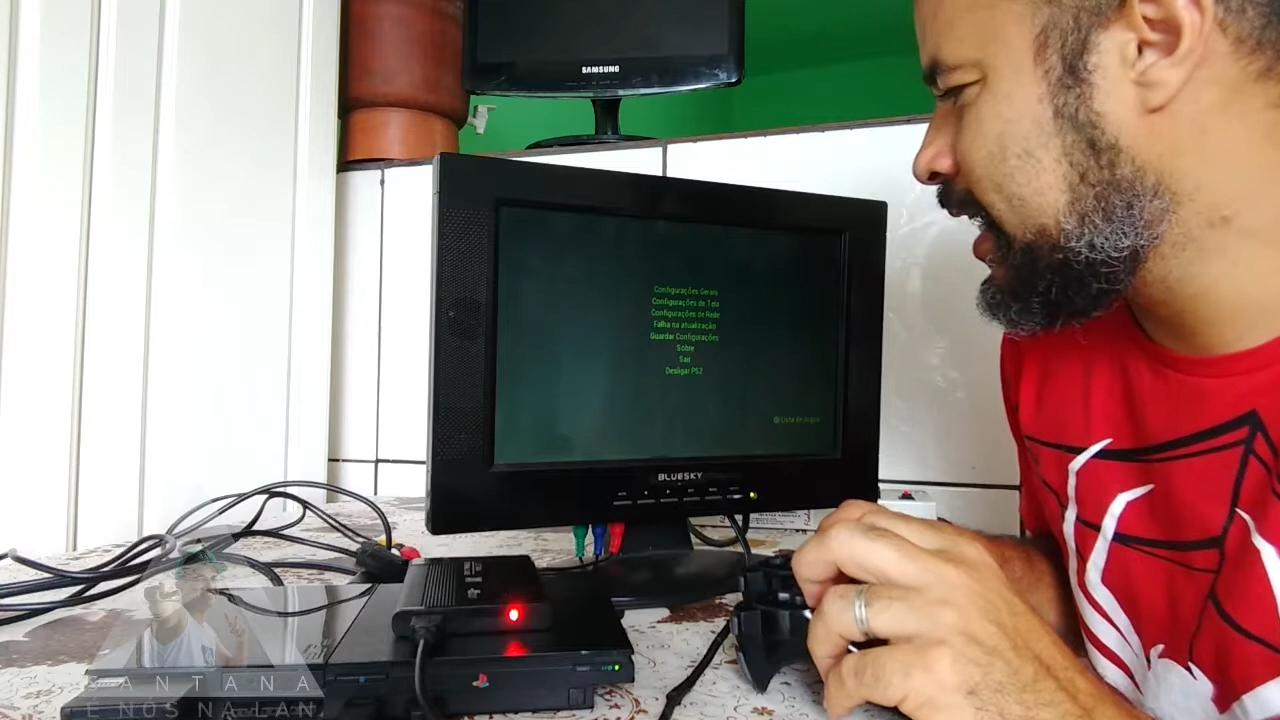 SAMSUNG
Configurações Gerais
Configurações de Tela
Configurações de Rede
Falha na atualização
Guardar Configurações
Sobre
Sair
Desligar PS2
Lista de Jogos
BLUESKY
SANTANA
E NOS NA LAN